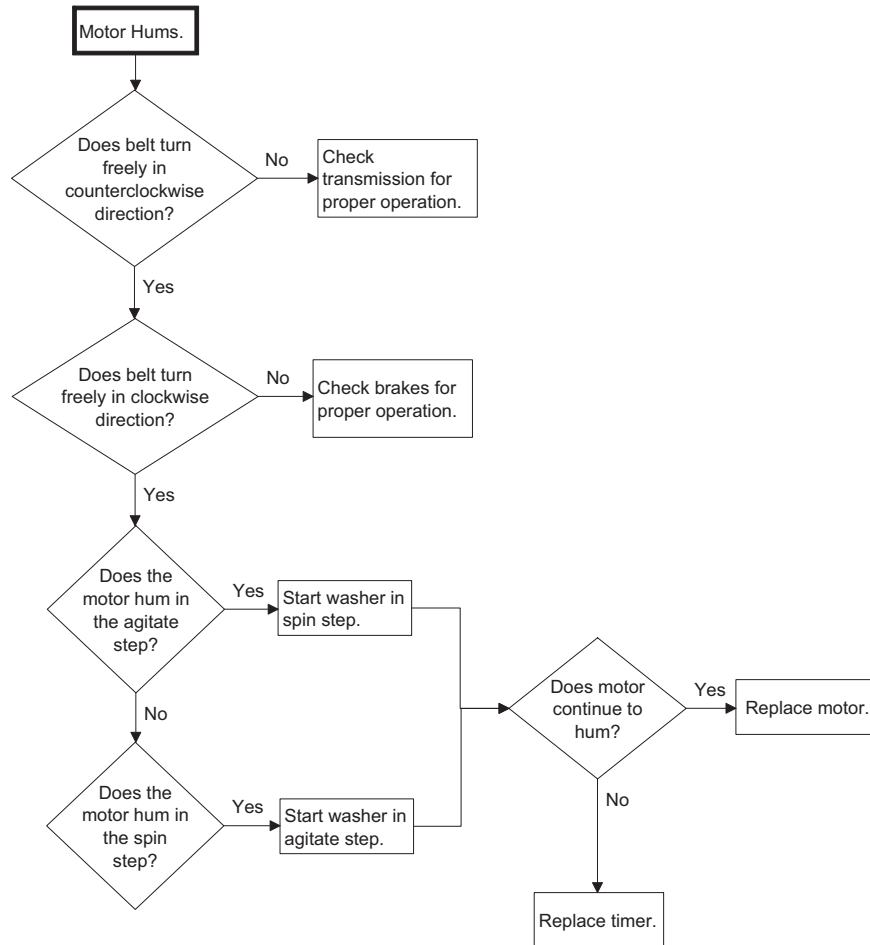 Motor Hums.
Does belt turn
freely in
counterclockwise
direction?
No
Check
transmission for
proper operation.
Yes
Does belt turn
freely in clockwise
direction?
No
Check brakes for
proper operation.
Yes
Does the
motor hum in
the agitate
step?
Yes
Start washer in
spin step.
No
Does the
motor hum in
the spin
step?
Yes
Start washer in
agitate step.
Does motor
continue to
hum?
Yes
Replace motor.
No
Replace timer.